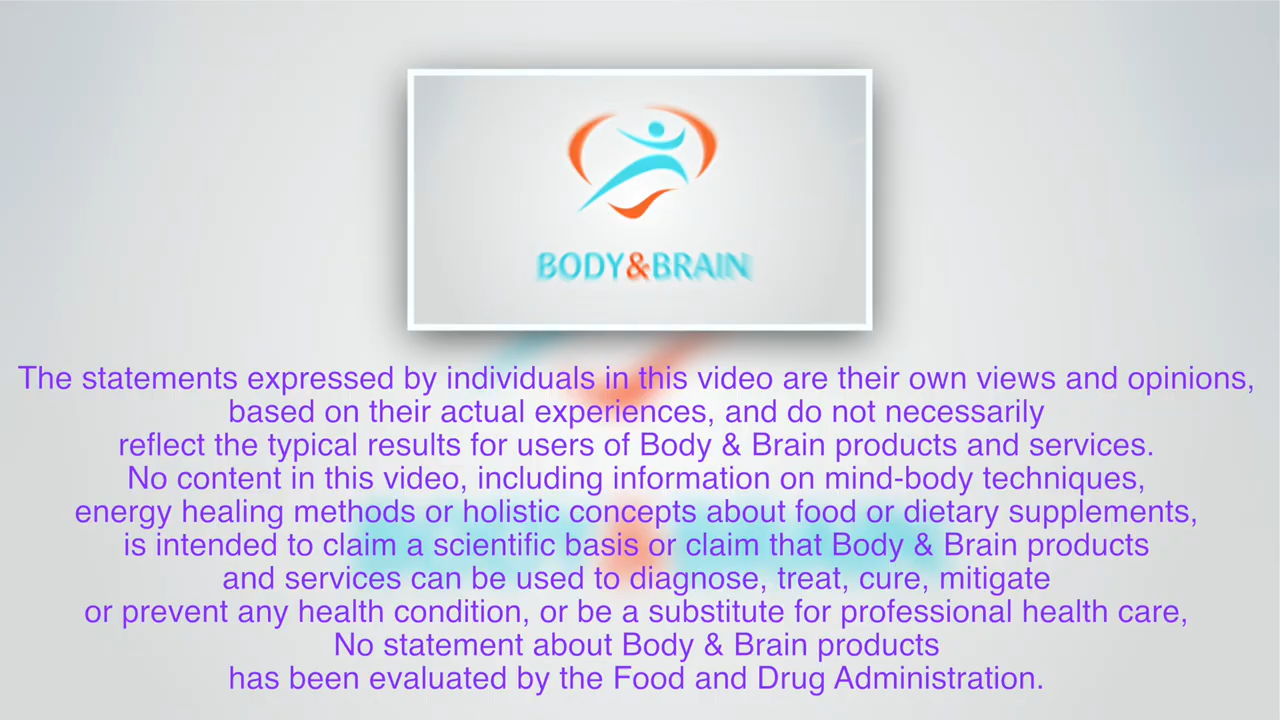 BODY&BRAIN
The statements expressed by individuals in this video are their own views and opinions,
based on their actual experiences, and do not necessarily
reflect the typical results for users of Body & Brain products and services.
No content in this video, including information on mind-body techniques,
energy healing methods or holistic concepts about food or dietary supplements,
is intended to claim a scientific basis or claim that Body & Brain products
and services can be used to diagnose, treat, cure, mitigate
or prevent any health condition, or be a substitute for professional health care,
No statement about Body & Brain products
has been evaluated by the Food and Drug Administration.